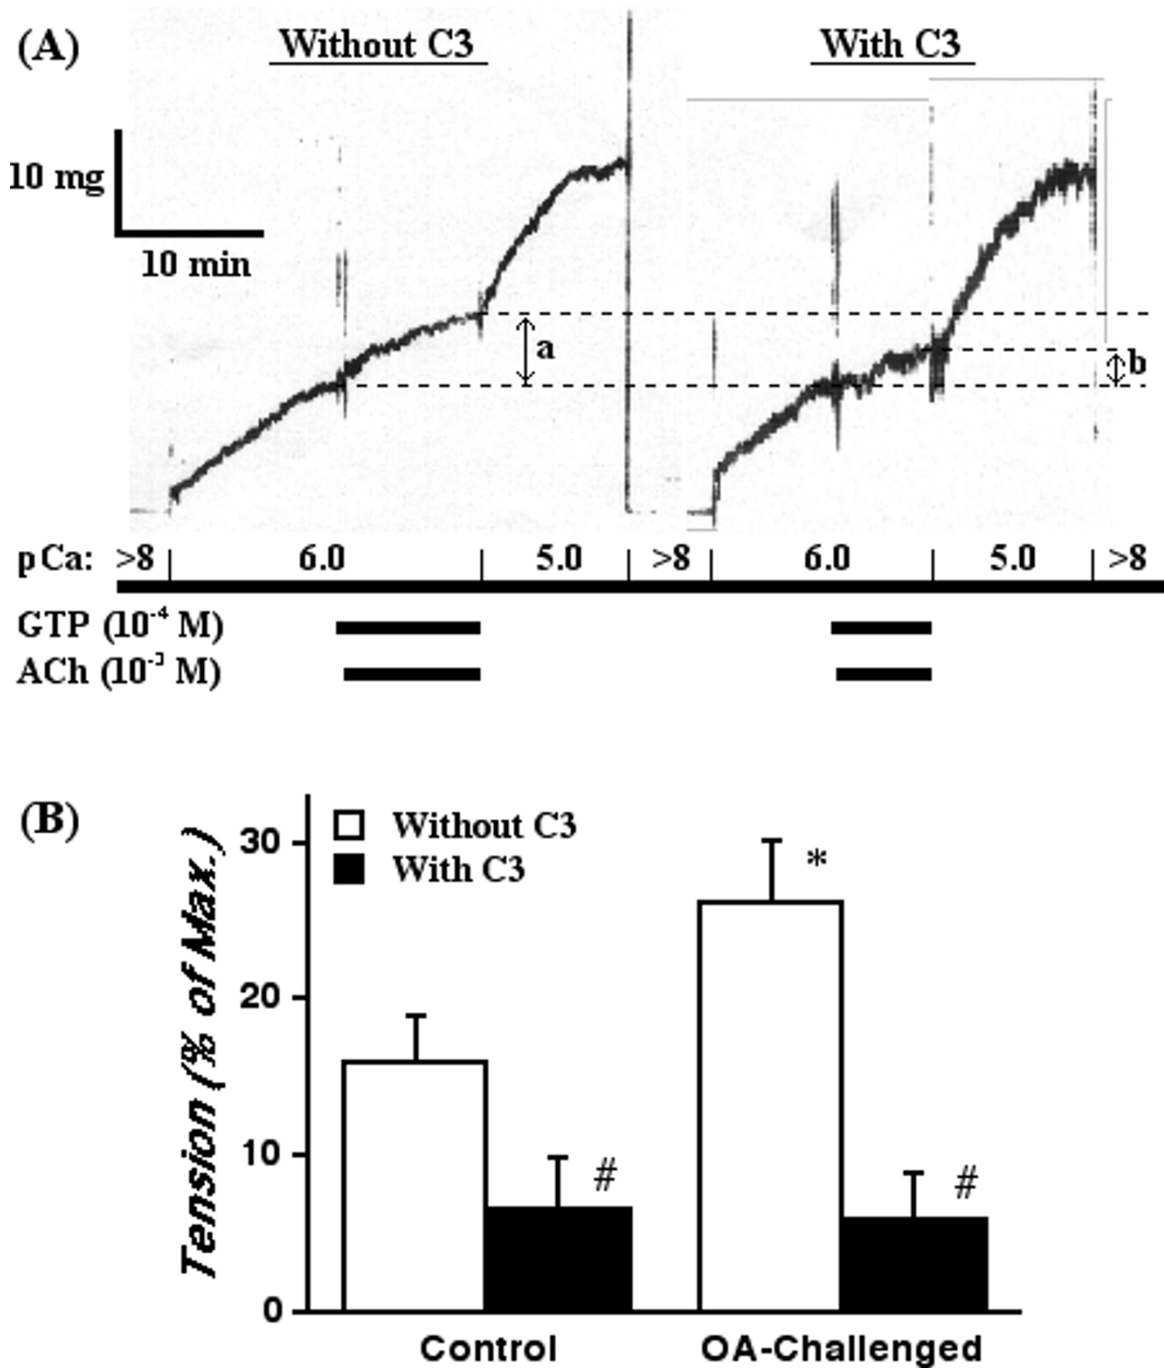 (A)
Without C3
With C3
10 mg
10 min
a
b
pCa: >8 6.0 5.0 >8 6.0 5.0 >8
GTP (10⁻⁴ M)
ACh (10⁻³ M)
(B)
Without C3
With C3
Tension (% of Max.)
30
20
10
0
*
#
#
Control
OA-Challenged